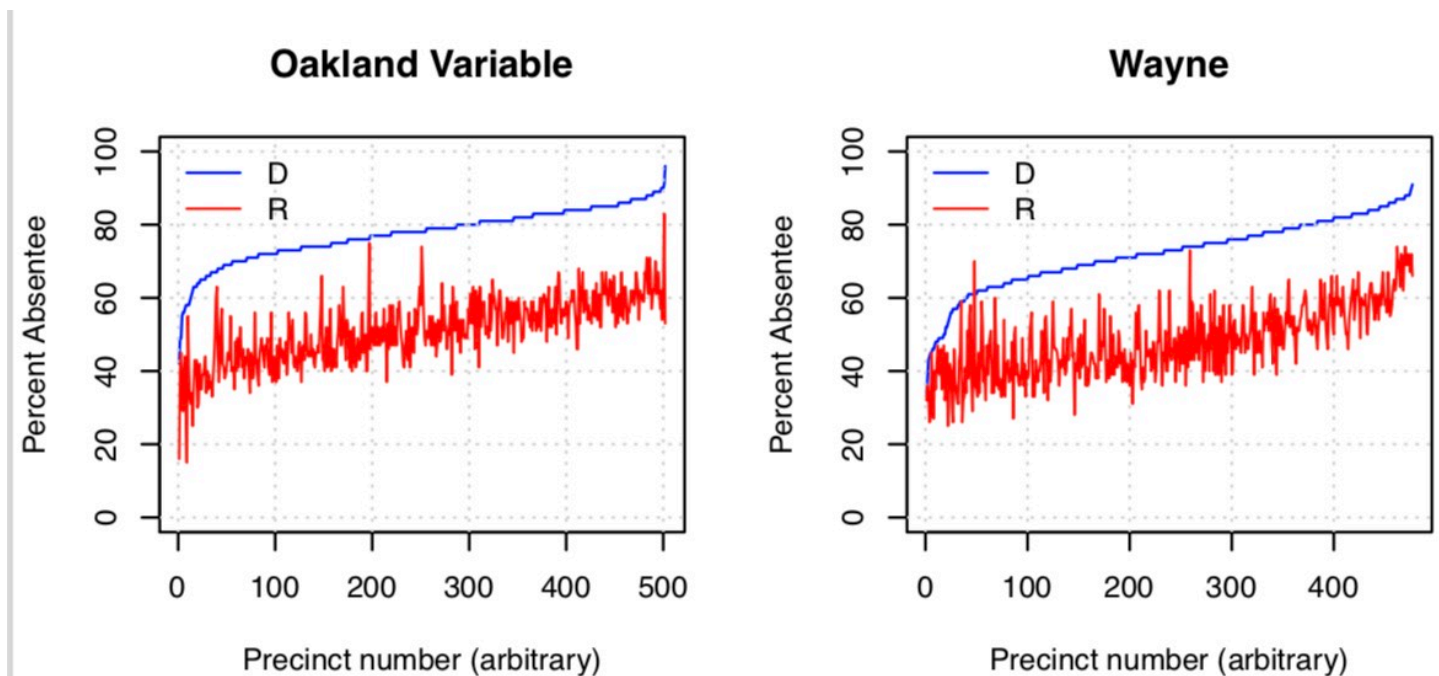 Oakland Variable
D
R
Percent Absentee
0
20
40
60
80
100
0 100 200 300 400 500
Precinct number (arbitrary)
Wayne
D
R
Percent Absentee
0
20
40
60
80
100
0 100 200 300 400
Precinct number (arbitrary)